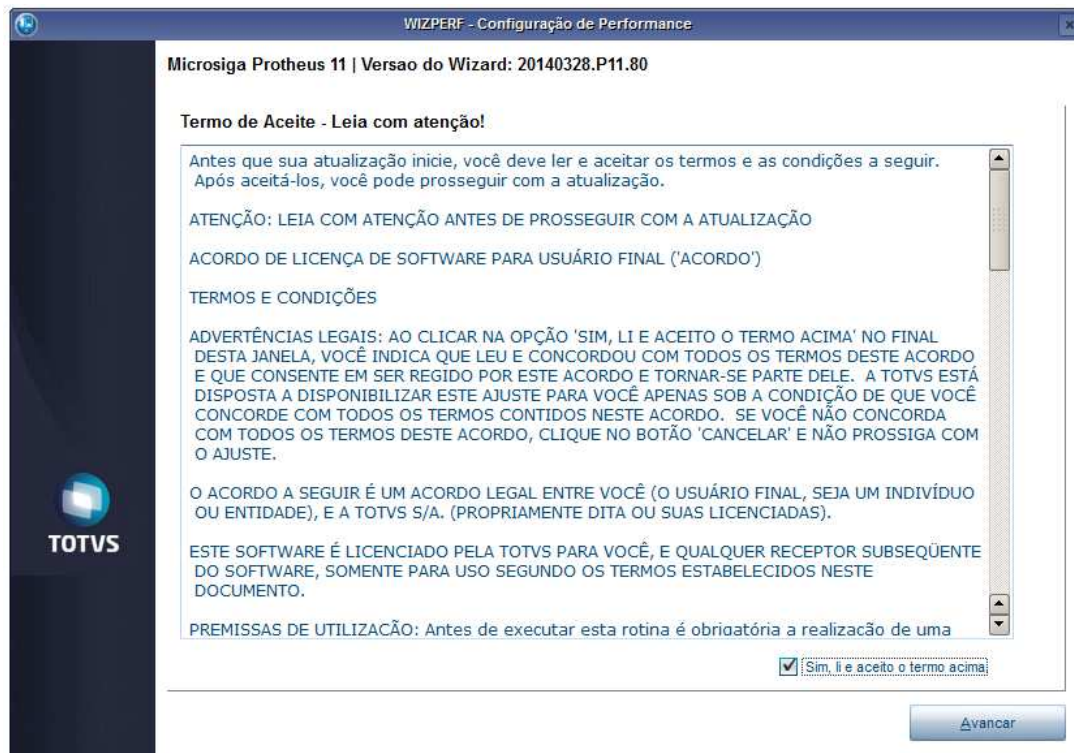 WIZPERF - Configuração de Performance
Microsiga Protheus 11 | Versao do Wizard: 20140328.P11.80
Termo de Aceite - Leia com atenção!
Antes que sua atualização inicie, você deve ler e aceitar os termos e as condições a seguir.
Após aceitá-los, você pode prosseguir com a atualização.
ATENÇÃO: LEIA COM ATENÇÃO ANTES DE PROSSEGUIR COM A ATUALIZAÇÃO
ACORDO DE LICENÇA DE SOFTWARE PARA USUÁRIO FINAL ('ACORDO')
TERMOS E CONDIÇÕES
ADVERTÊNCIAS LEGAIS: AO CLICAR NA OPÇÃO 'SIM, LI E ACEITO O TERMO ACIMA' NO FINAL
DESTA JANELA, VOCÊ INDICA QUE LEU E CONCORDOU COM TODOS OS TERMOS DESTE ACORDO
E QUE CONSENTE EM SER REGIDO POR ESTE ACORDO E TORNAR-SE PARTE DELE. A TOTVS ESTÁ
DISPOSTA A DISPONIBILIZAR ESTE AJUSTE PARA VOCÊ APENAS SOB A CONDIÇÃO DE QUE VOCÊ
CONCORDE COM TODOS OS TERMOS CONTIDOS NESTE ACORDO. SE VOCÊ NÃO CONCORDA
COM TODOS OS TERMOS DESTE ACORDO, CLIQUE NO BOTÃO 'CANCELAR' E NÃO PROSSIGA COM
O AJUSTE.
O ACORDO A SEGUIR É UM ACORDO LEGAL ENTRE VOCÊ (O USUÁRIO FINAL, SEJA UM INDIVÍDUO
OU ENTIDADE), E A TOTVS S/A. (PROPRIAMENTE DITA OU SUAS LICENCIADAS).
ESTE SOFTWARE É LICENCIADO PELA TOTVS PARA VOCÊ, E QUALQUER RECEPTOR SUBSEQÜENTE
DO SOFTWARE, SOMENTE PARA USO SEGUNDO OS TERMOS ESTABELECIDOS NESTE
DOCUMENTO.
PREMISSAS DE UTILIZAÇÃO: Antes de executar esta rotina é obrigatória a realização de uma
TOTVS
Sim, li e aceito o termo acima
Avancar